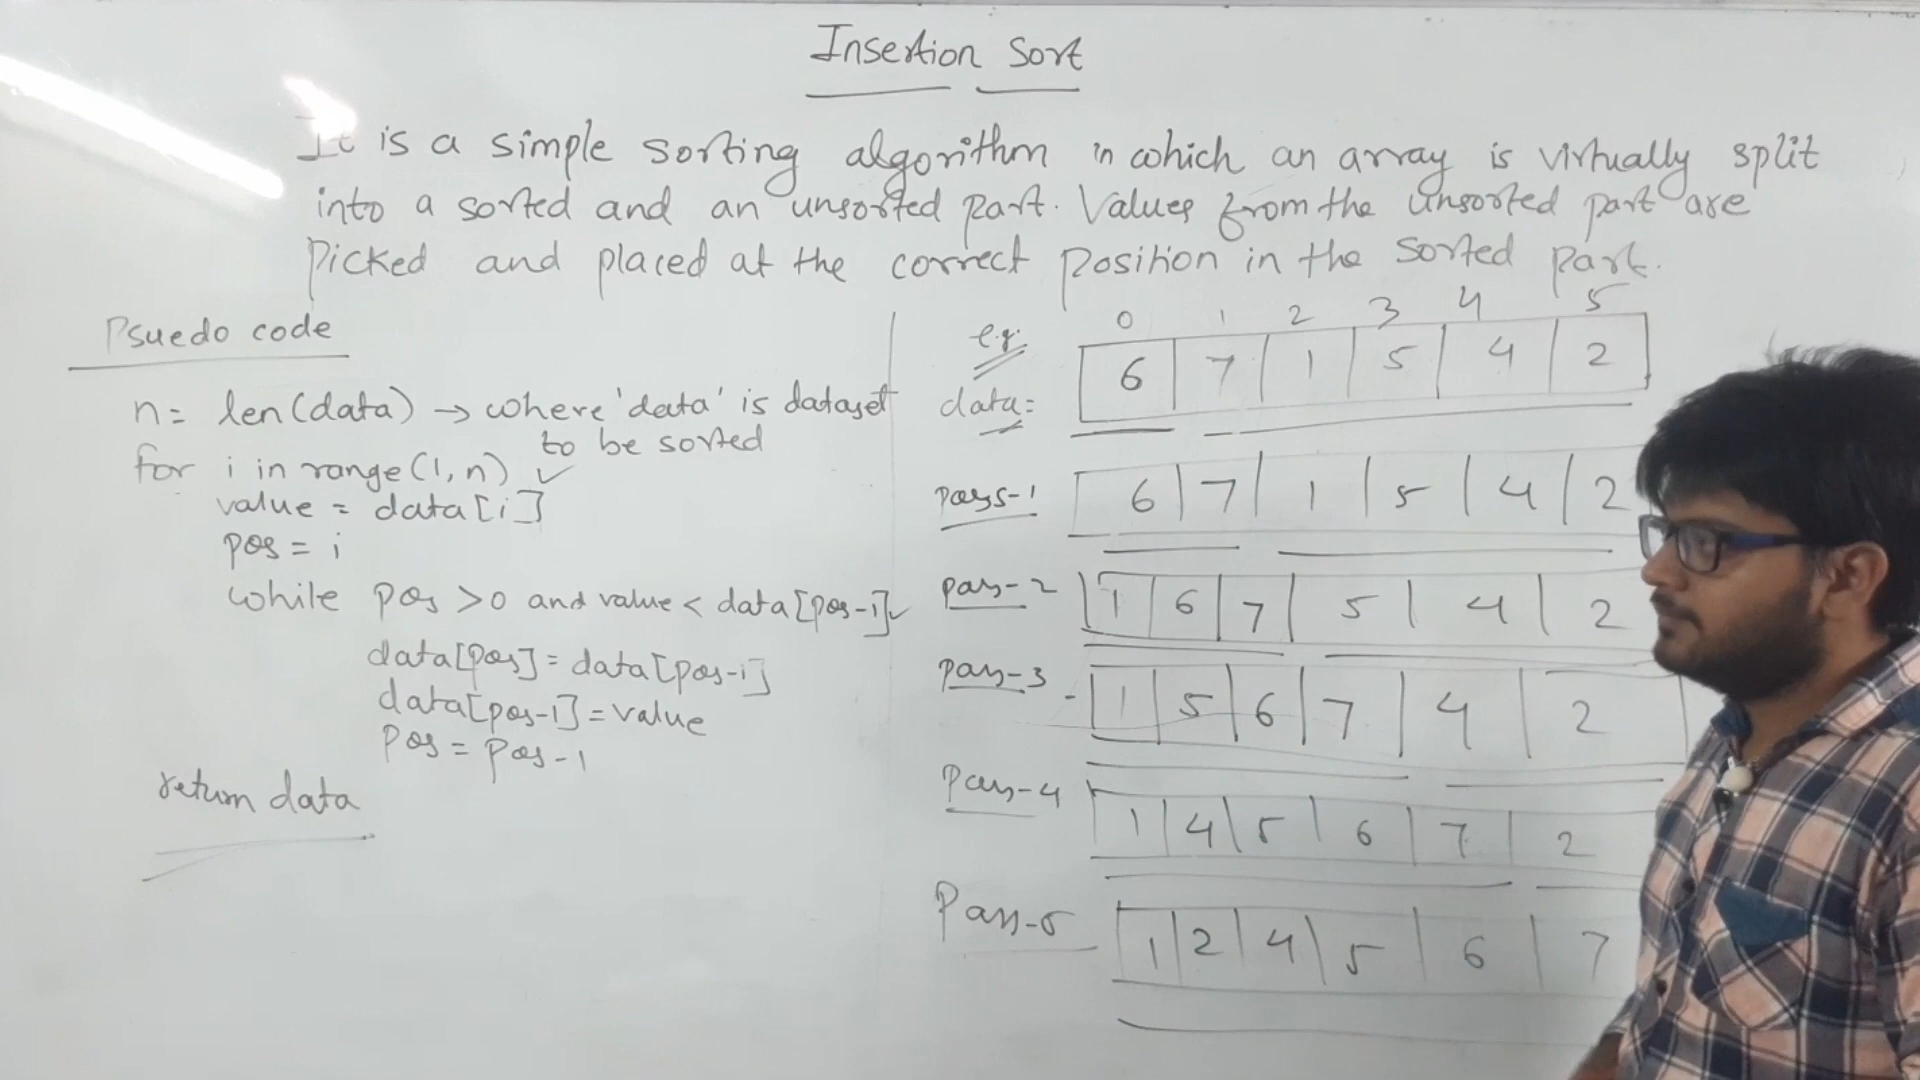 Insertion Sort
It is a simple sorting algorithm in which an array is virtually split
into a sorted and an unsorted part. Values from the unsorted part are
Picked and placed at the correct position in the sorted part.
Psuedo code
n= len(data) → where 'data' is dataset
to be sorted
for i in range(1,n) ✓
value = data[i]
pos = i
while pos >0 and value < data[pos-1] ✓
data[pos]=data[pos-1]
data[pos-1]=value
pos = pos-1
return data
e.g.
0 1 2 3 4 5
data= 6 7 1 5 4 2
pass-1 6 7 1 5 4 2
pass-2 1 6 7 5 4 2
pass-3 1 5 6 7 4 2
pass-4 1 4 5 6 7 2
Pass-5 1 2 4 5 6 7